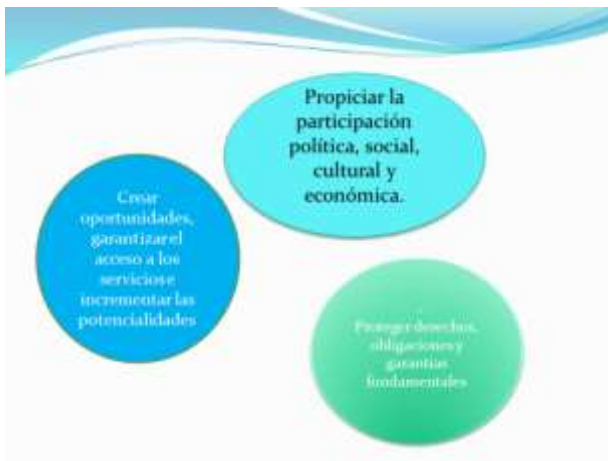 Propiciar la
participación
política, social,
cultural y
económica.
Crear
oportunidades,
garantizar el
acceso a los
servicios e
incrementar las
potencialidades
Proteger derechos,
obligaciones y
garantías
fundamentales